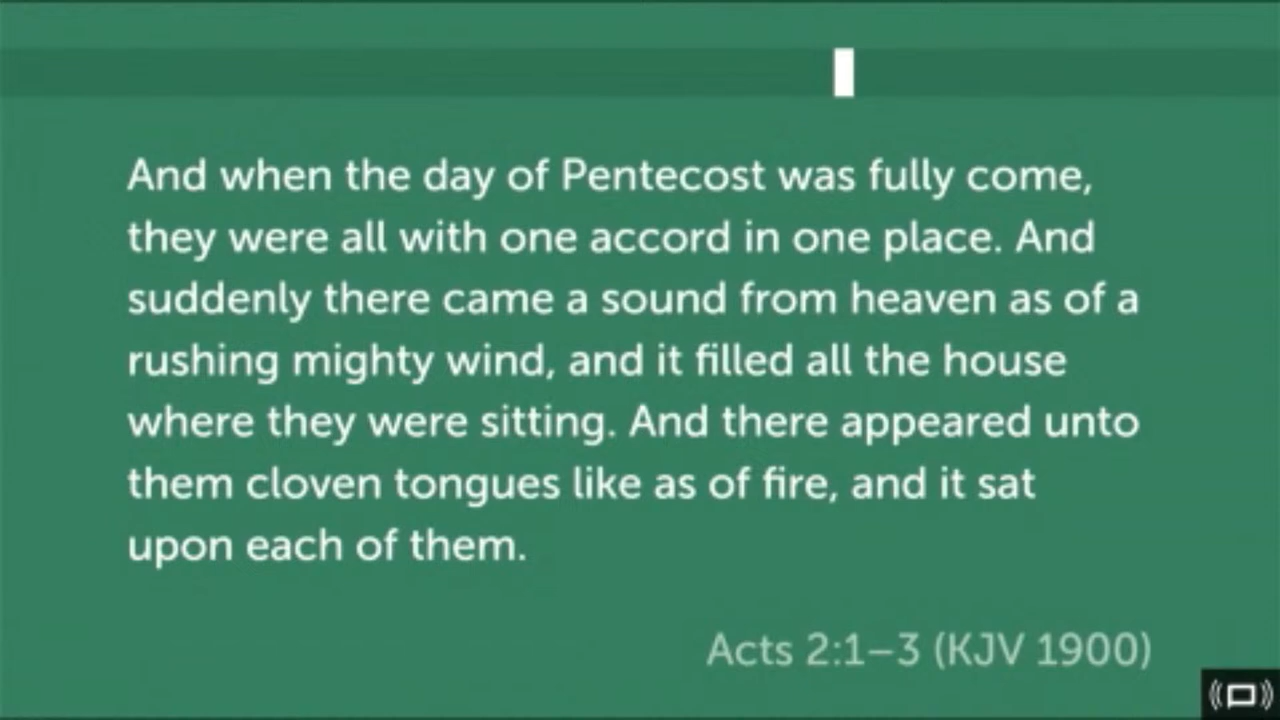 And when the day of Pentecost was fully come,
they were all with one accord in one place. And
suddenly there came a sound from heaven as of a
rushing mighty wind, and it filled all the house
where they were sitting. And there appeared unto
them cloven tongues like as of fire, and it sat
upon each of them.
Acts 2:1–3 (KJV 1900)